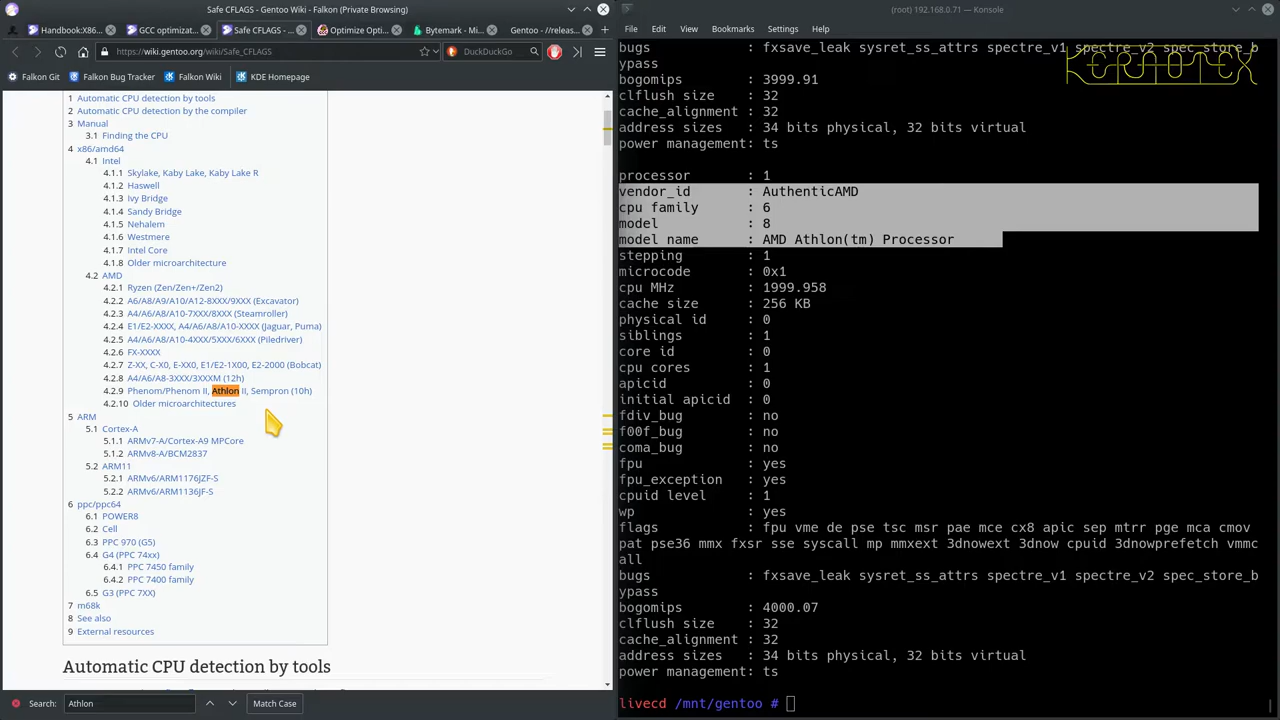 Safe CFLAGS - Gentoo Wiki - Falkon (Private Browsing)
Handbook:X86...
GCC optimizat...
Safe CFLAGS - ...
Optimize Opti...
Bytemark - Mi...
Gentoo - /releas...
https://wiki.gentoo.org/wiki/Safe_CFLAGS
DuckDuckGo
Falkon Git
Falkon Bug Tracker
Falkon Wiki
KDE Homepage
1 Automatic CPU detection by tools
2 Automatic CPU detection by the compiler
3 Manual
3.1 Finding the CPU
4 x86/amd64
4.1 Intel
4.1.1 Skylake, Kaby Lake, Kaby Lake R
4.1.2 Haswell
4.1.3 Ivy Bridge
4.1.4 Sandy Bridge
4.1.5 Nehalem
4.1.6 Westmere
4.1.7 Intel Core
4.1.8 Older microarchitecture
4.2 AMD
4.2.1 Ryzen (Zen/Zen+/Zen2)
4.2.2 A6/A8/A9/A10/A12-8XXX/9XXX (Excavator)
4.2.3 A4/A6/A8/A10-7XXX/8XXX (Steamroller)
4.2.4 E1/E2-XXXX, A4/A6/A8/A10-XXXX (Jaguar, Puma)
4.2.5 A4/A6/A8/A10-4XXX/5XXX/6XXX (Piledriver)
4.2.6 FX-XXXX
4.2.7 Z-XX, C-X0, E-XX0, E1/E2-1X00, E2-2000 (Bobcat)
4.2.8 A4/A6/A8-3XXX/3XXXM (12h)
4.2.9 Phenom/Phenom II, Athlon II, Sempron (10h)
4.2.10 Older microarchitectures
5 ARM
5.1 Cortex-A
5.1.1 ARMv7-A/Cortex-A9 MPCore
5.1.2 ARMv8-A/BCM2837
5.2 ARM11
5.2.1 ARMv6/ARM1176JZF-S
5.2.2 ARMv6/ARM1136JF-S
6 ppc/ppc64
6.1 POWER8
6.2 Cell
6.3 PPC 970 (G5)
6.4 G4 (PPC 74xx)
6.4.1 PPC 7450 family
6.4.2 PPC 7400 family
6.5 G3 (PPC 7XX)
7 m68k
8 See also
9 External resources
Automatic CPU detection by tools
Search: Athlon Match Case
(root) 192.168.0.71 — Konsole
File Edit View Bookmarks Settings Help
bugs : fxsave_leak sysret_ss_attrs spectre_v1 spectre_v2 spec_store_b
ypass
bogomips : 3999.91
clflush size : 32
cache_alignment : 32
address sizes : 34 bits physical, 32 bits virtual
power management: ts
processor : 1
vendor_id : AuthenticAMD
cpu family : 6
model : 8
model name : AMD Athlon(tm) Processor
stepping : 1
microcode : 0x1
cpu MHz : 1999.958
cache size : 256 KB
physical id : 0
siblings : 1
core id : 0
cpu cores : 1
apicid : 0
initial apicid : 0
fdiv_bug : no
f00f_bug : no
coma_bug : no
fpu : yes
fpu_exception : yes
cpuid level : 1
wp : yes
flags : fpu vme de pse tsc msr pae mce cx8 apic sep mtrr pge mca cmov
pat pse36 mmx fxsr sse syscall mp mmxext 3dnowext 3dnow cpuid 3dnowprefetch vmmc
all
bugs : fxsave_leak sysret_ss_attrs spectre_v1 spectre_v2 spec_store_b
ypass
bogomips : 4000.07
clflush size : 32
cache_alignment : 32
address sizes : 34 bits physical, 32 bits virtual
power management: ts
livecd /mnt/gentoo #